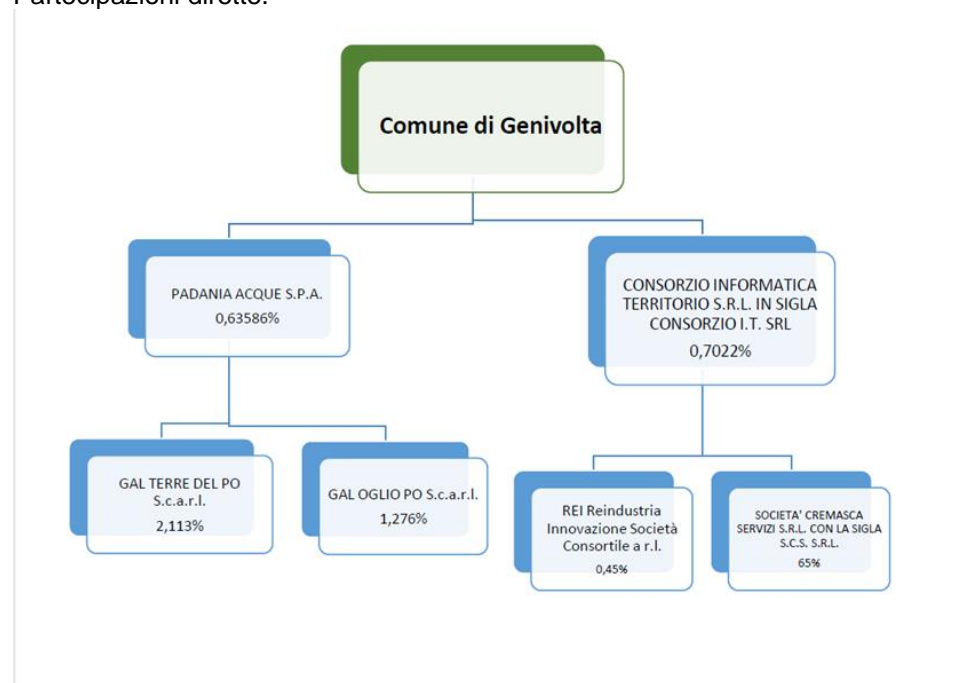 Partecipazioni dirette:
Comune di Genivolta
PADANIA ACQUE S.P.A.
0,63586%
CONSORZIO INFORMATICA
TERRITORIO S.R.L. IN SIGLA
CONSORZIO I.T. SRL
0,7022%
GAL TERRE DEL PO
S.c.a.r.l.
2,113%
GAL OGLIO PO S.c.a.r.l.
1,276%
REI Reindustria
Innovazione Società
Consortile a r.l.
0,45%
SOCIETA' CREMASCA
SERVIZI S.R.L. CON LA SIGLA
S.C.S. S.R.L.
65%